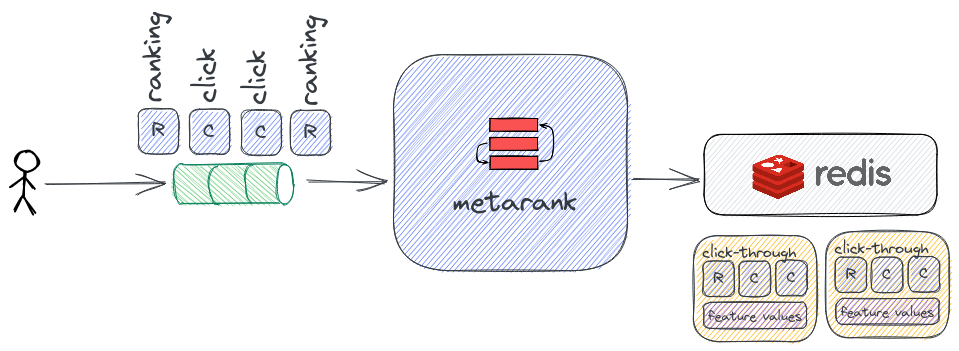 ranking
click
click
ranking
R
C
C
R
metarank
redis
click-through
R
C
C
feature values
click-through
R
C
C
feature values